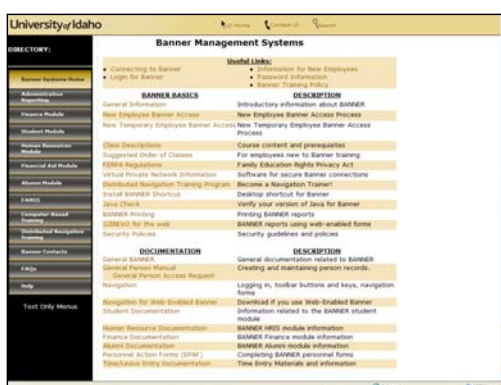 University of Idaho
UI Home Contact UI Search
DIRECTORY:
Banner Systems Home
Administrative Reporting
Finance Module
Student Module
Human Resources Module
Financial Aid Module
Alumni Module
FAMIS
Computer-Based Training
Distributed Navigation Training
Banner Contacts
FAQs
Help
Text Only Menus
Banner Management Systems
Useful Links:
• Connecting to Banner
• Login for Banner
• Information for New Employees
• Password Information
• Banner Training Policy
BANNER BASICS DESCRIPTION
General Information Introductory information about BANNER
New Employee Banner Access New Employee Banner Access Process
New Temporary Employee Banner Access New Temporary Employee Banner Access
Process
Class Descriptions Course content and prerequisites
Suggested Order of Classes For employees new to Banner training
FERPA Regulations Family Education Rights Privacy Act
Virtual Private Network Information Software for secure Banner connections
Distributed Navigation Training Program Become a Navigation Trainer!
Install BANNER Shortcut Desktop shortcut for Banner
Java Check Verify your version of Java for Banner
BANNER Printing Printing BANNER reports
for the web BANNER reports using web-enabled forms
Security Policies Security guidelines and policies
DOCUMENTATION DESCRIPTION
General BANNER General documentation related to BANNER
General Person Manual Creating and maintaining person records.
General Person Access Request
Navigation Logging in, toolbar buttons and keys, navigation
forms
Navigation for Web-Enabled Banner Download if you use Web-Enabled Banner
Student Documentation Information related to the BANNER student
module
Human Resource Documentation BANNER HRIS module information
Finance Documentation BANNER Finance module information
Alumni Documentation BANNER Alumni module information
Personnel Action Forms (EPAF) Completing BANNER personnel forms
Time/Leave Entry Documentation Time Entry Materials and information